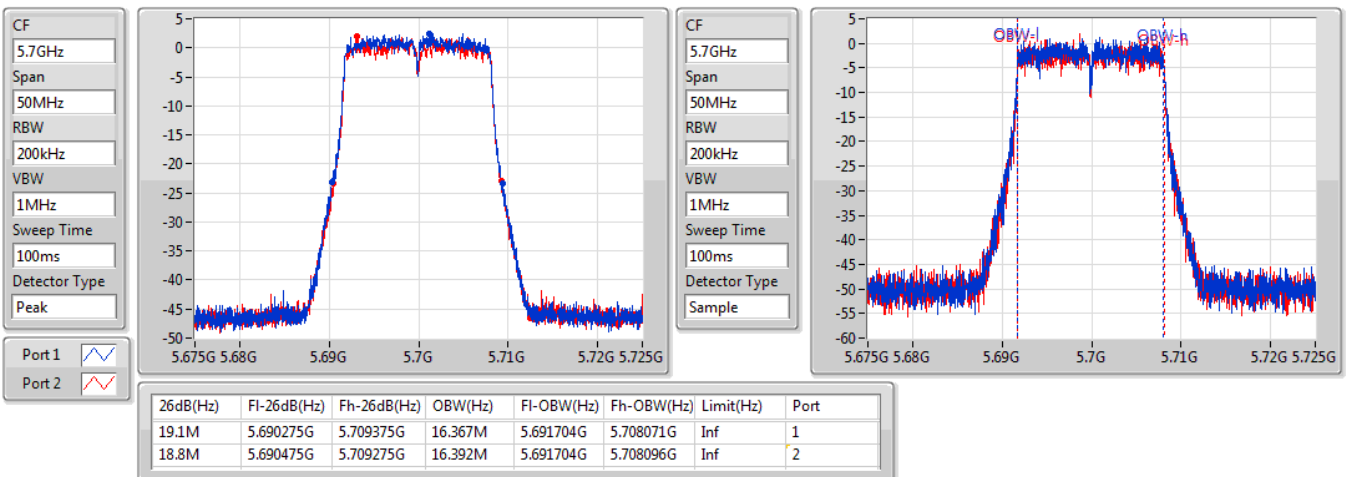 CF
5.7GHz
Span
50MHz
RBW
200kHz
VBW
1MHz
Sweep Time
100ms
Detector Type
Peak
Port 1
Port 2
5
0
-5
-10
-15
-20
-25
-30
-35
-40
-45
-50
5.675G 5.68G 5.69G 5.7G 5.71G 5.72G 5.725G
CF
5.7GHz
Span
50MHz
RBW
200kHz
VBW
1MHz
Sweep Time
100ms
Detector Type
Sample
OBW-l OBW-h
5
0
-5
-10
-15
-20
-25
-30
-35
-40
-45
-50
-55
-60
5.675G 5.68G 5.69G 5.7G 5.71G 5.72G 5.725G
26dB(Hz) Fl-26dB(Hz) Fh-26dB(Hz) OBW(Hz) Fl-OBW(Hz) Fh-OBW(Hz) Limit(Hz) Port
19.1M 5.690275G 5.709375G 16.367M 5.691704G 5.708071G Inf 1
18.8M 5.690475G 5.709275G 16.392M 5.691704G 5.708096G Inf 2